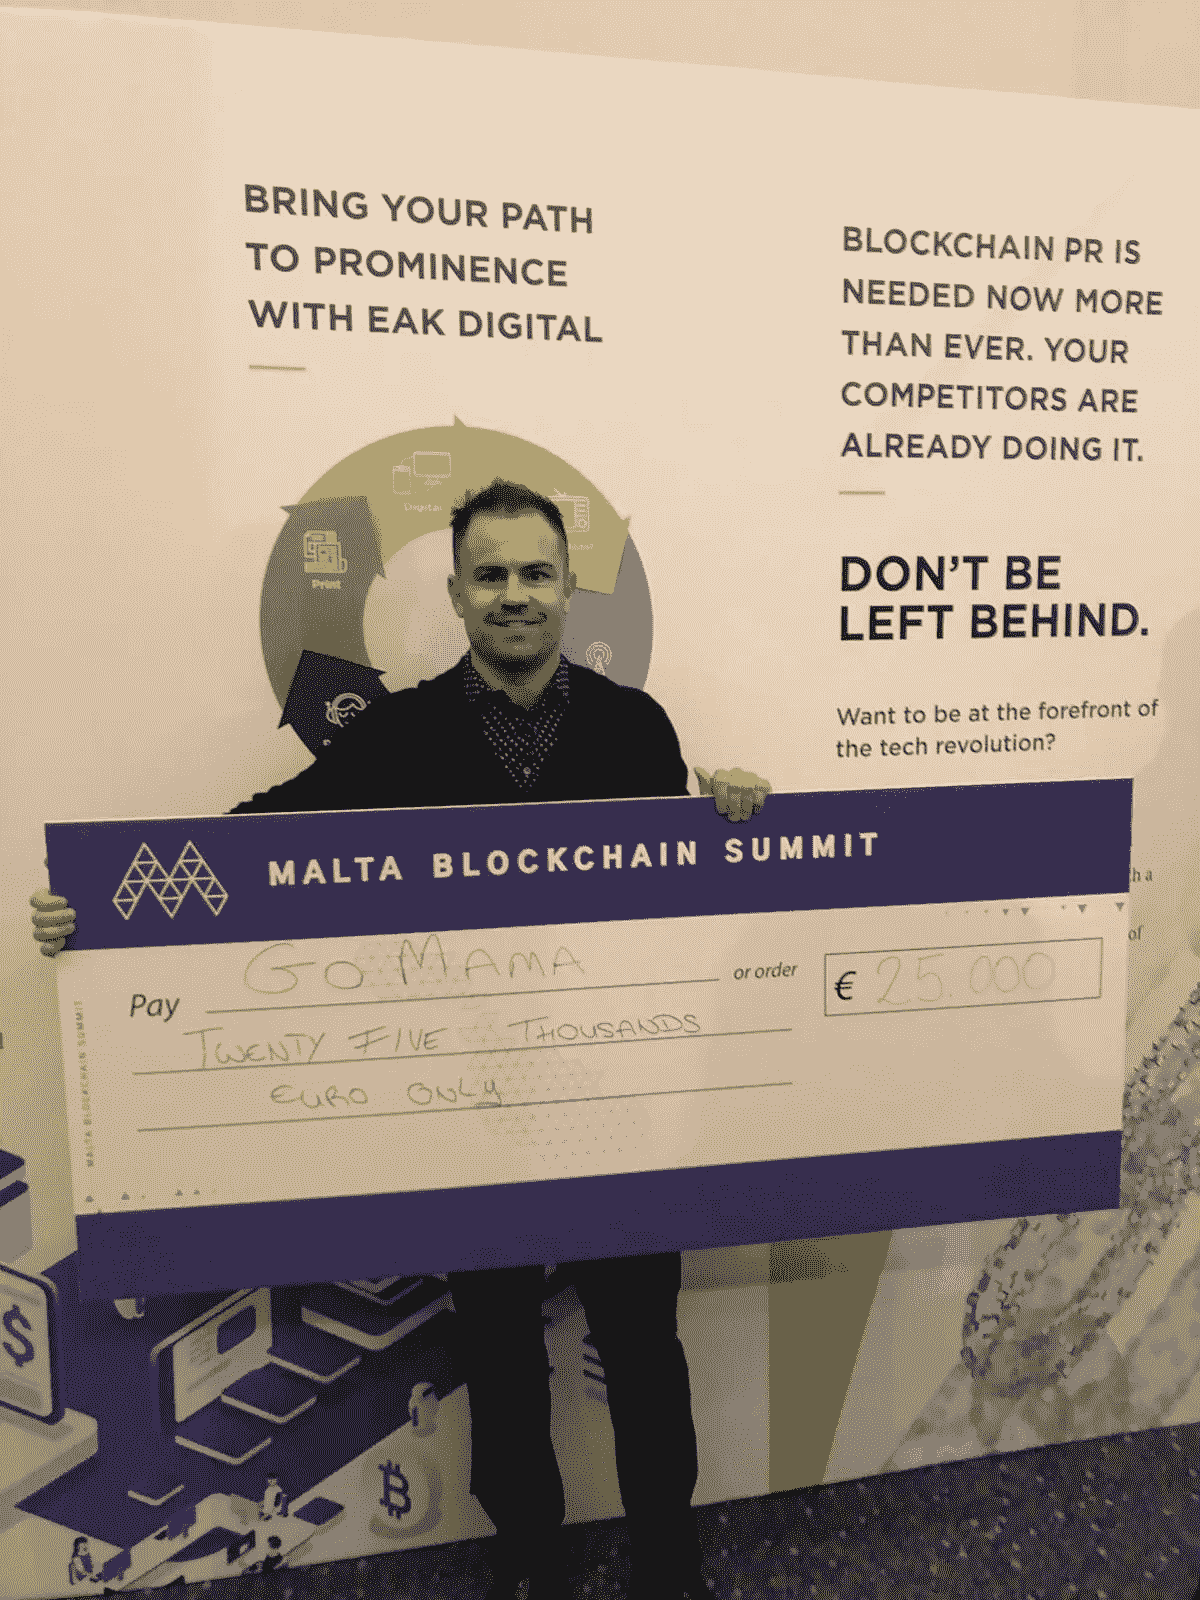 BRING YOUR PATH
TO PROMINENCE
WITH EAK DIGITAL
Digital
Print
BLOCKCHAIN PR IS
NEEDED NOW MORE
THAN EVER. YOUR
COMPETITORS ARE
ALREADY DOING IT.
DON'T BE
LEFT BEHIND.
Want to be at the forefront of
the tech revolution?
h a
of
MALTA BLOCKCHAIN SUMMIT
Pay GO MAMA or order € 25.000
TWENTY FIVE THOUSANDS
EURO ONLY
MALTA BLOCKCHAIN SUMMIT
$